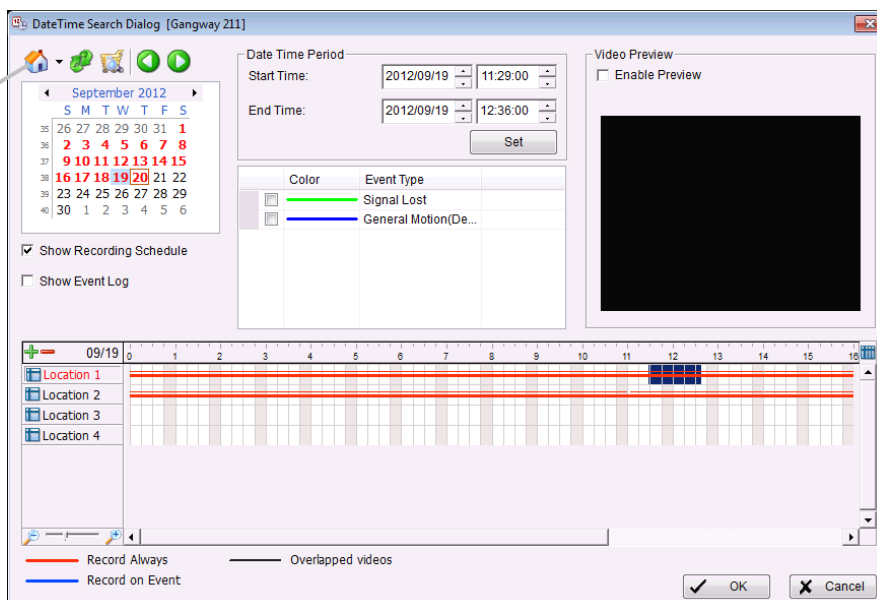 DateTime Search Dialog [Gangway 211]
September 2012
S M T W T F S
35 26 27 28 29 30 31 1
36 2 3 4 5 6 7 8
37 9 10 11 12 13 14 15
38 16 17 18 19 20 21 22
39 23 24 25 26 27 28 29
40 30 1 2 3 4 5 6
Show Recording Schedule
Show Event Log
Date Time Period
Start Time: 2012/09/19 11:29:00
End Time: 2012/09/19 12:36:00
Set
Color Event Type
Signal Lost
General Motion(De...
Video Preview
Enable Preview
09/19 0 1 2 3 4 5 6 7 8 9 10 11 12 13 14 15 16
Location 1
Location 2
Location 3
Location 4
Record Always Overlapped videos
Record on Event
OK Cancel